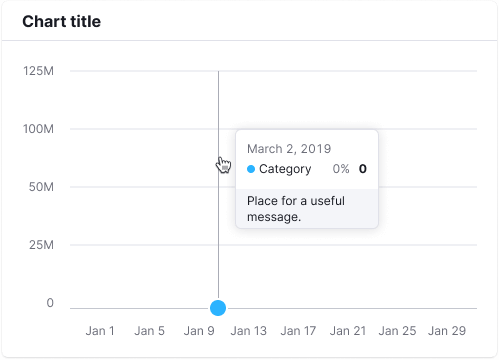 Chart title
125M
100M
March 2, 2019
Category 0% 0
50M
Place for a useful
message.
25M
0
Jan 1 Jan 5 Jan 9 Jan 13 Jan 17 Jan 21 Jan 25 Jan 29